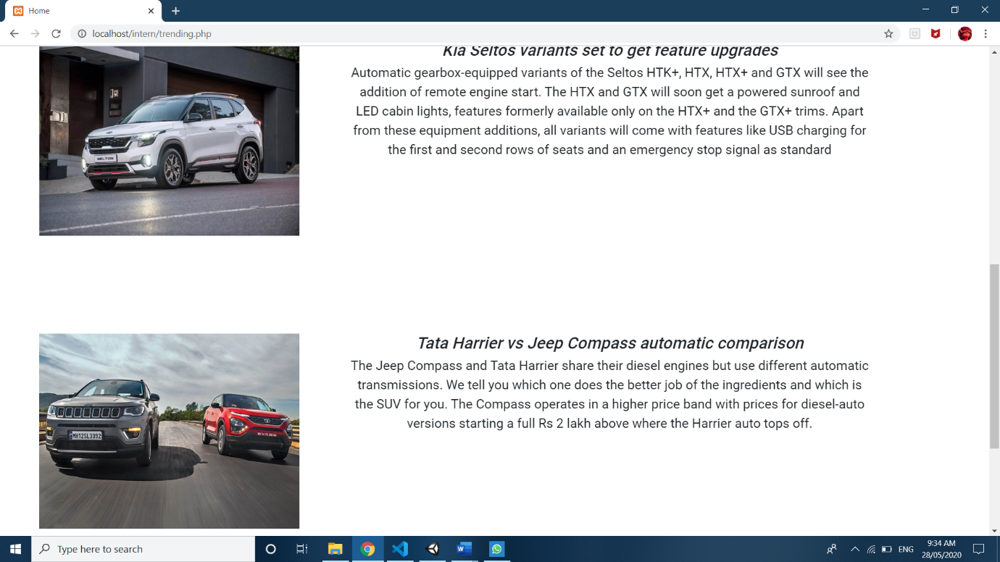 Home
localhost/intern/trending.php
Kia Seltos variants set to get feature upgrades
Automatic gearbox-equipped variants of the Seltos HTK+, HTX, HTX+ and GTX will see the
addition of remote engine start. The HTX and GTX will soon get a powered sunroof and
LED cabin lights, features formerly available only on the HTX+ and the GTX+ trims. Apart
from these equipment additions, all variants will come with features like USB charging for
the first and second rows of seats and an emergency stop signal as standard
SELTOS
Tata Harrier vs Jeep Compass automatic comparison
The Jeep Compass and Tata Harrier share their diesel engines but use different automatic
transmissions. We tell you which one does the better job of the ingredients and which is
the SUV for you. The Compass operates in a higher price band with prices for diesel-auto
versions starting a full Rs 2 lakh above where the Harrier auto tops off.
MH12SL3392
Type here to search
ENG
9:34 AM
28/05/2020